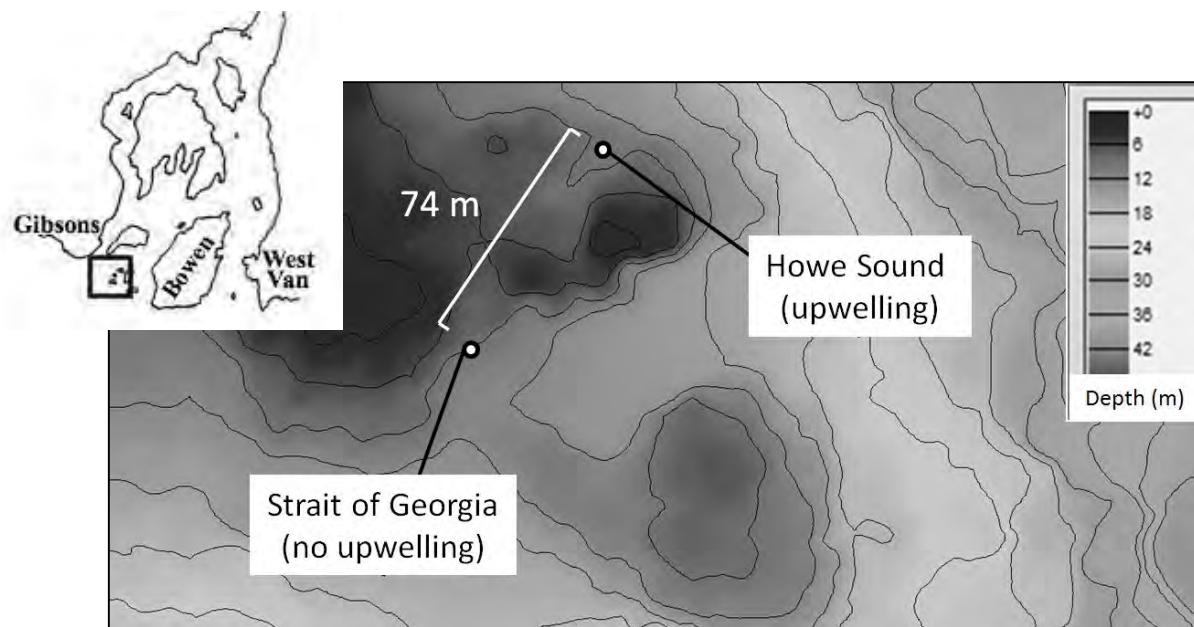 Gibsons
Bowen
West
Van
74 m
Howe Sound
(upwelling)
Strait of Georgia
(no upwelling)
+0
6
12
18
24
30
36
42
Depth (m)